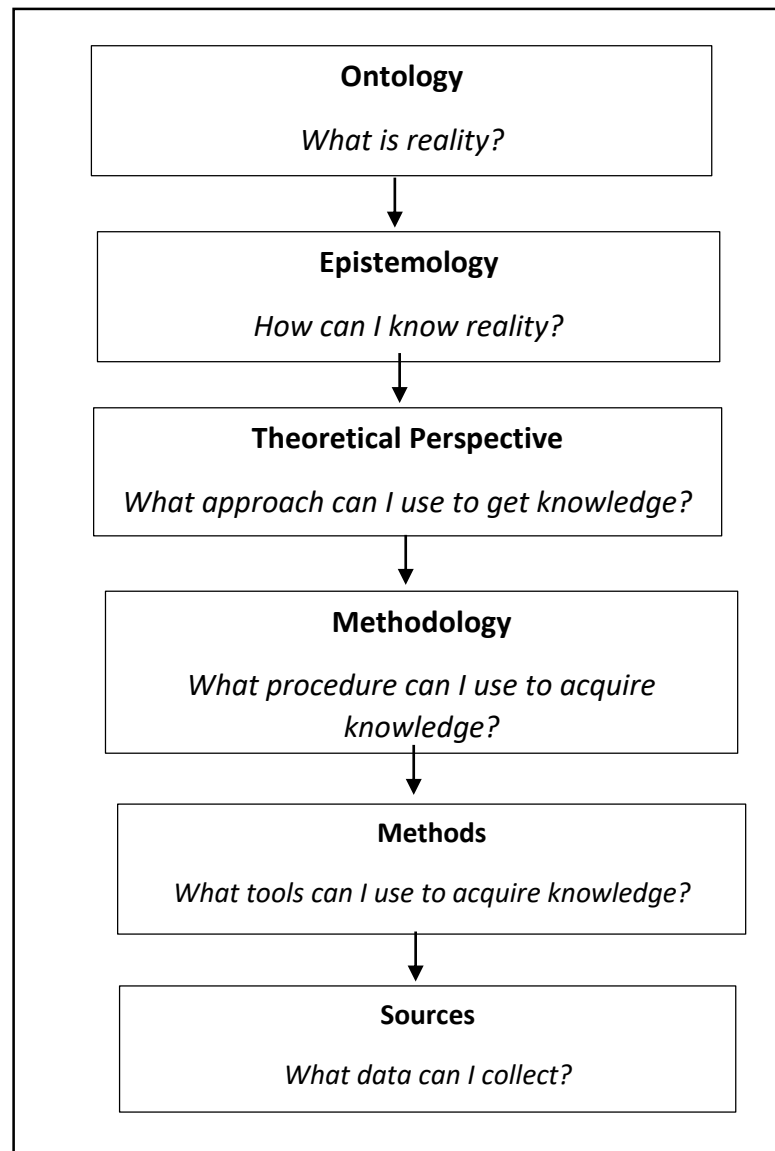 Ontology
What is reality?
Epistemology
How can I know reality?
Theoretical Perspective
What approach can I use to get knowledge?
Methodology
What procedure can I use to acquire
knowledge?
Methods
What tools can I use to acquire knowledge?
Sources
What data can I collect?